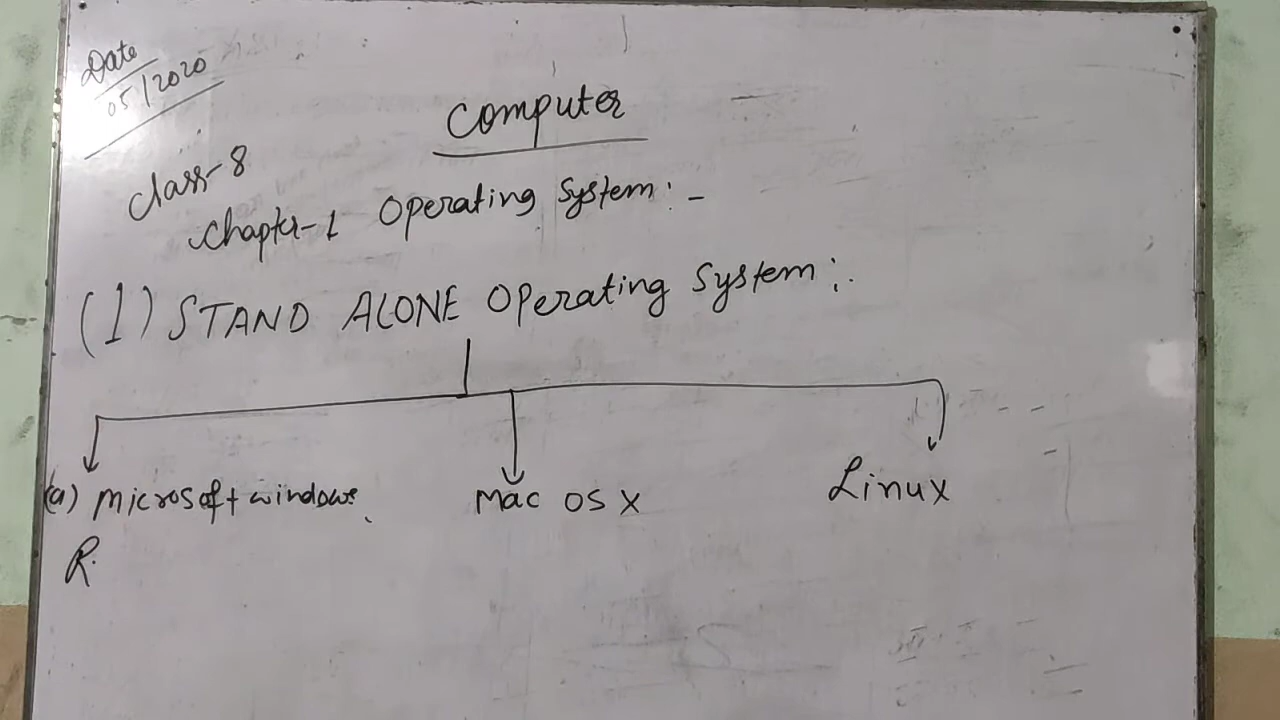 Date
05/2020
Computer
Class-8
Chapter-1 Operating System:-
(1) STAND ALONE Operating System:.
(a) Microsoft windows
Mac OS X
Linux
R.